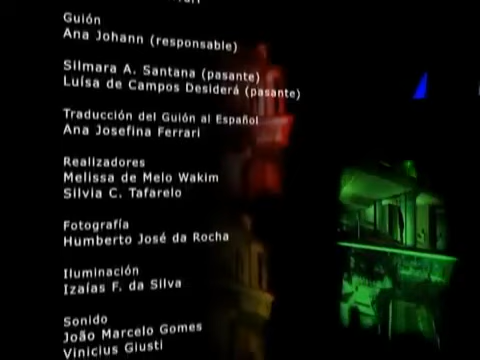 Guión
Ana Johann (responsable)
Silmara A. Santana (pasante)
Luísa de Campos Desiderá (pasante)
Traducción del Guión al Español
Ana Josefina Ferrari
Realizadores
Melissa de Melo Wakim
Silvia C. Tafarelo
Fotografía
Humberto José da Rocha
Iluminación
Izaías F. da Silva
Sonido
João Marcelo Gomes
Vinicius Giusti